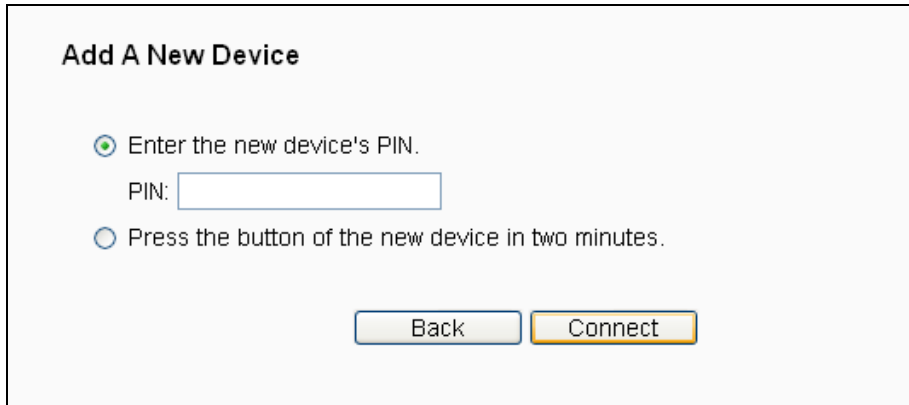 Add A New Device
Enter the new device's PIN.
PIN:
Press the button of the new device in two minutes.
Back Connect